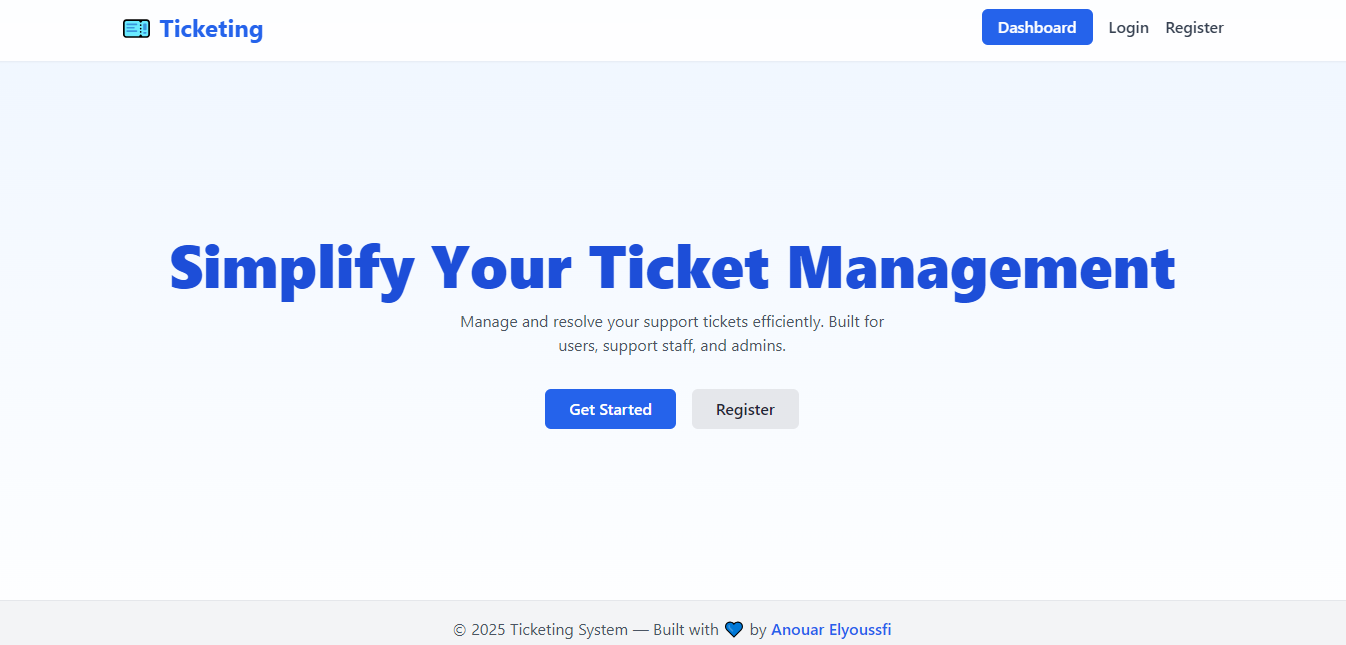 Ticketing
Dashboard
Login
Register
Simplify Your Ticket Management
Manage and resolve your support tickets efficiently. Built for
users, support staff, and admins.
Get Started
Register
© 2025 Ticketing System — Built with 💙 by Anouar Elyoussfi